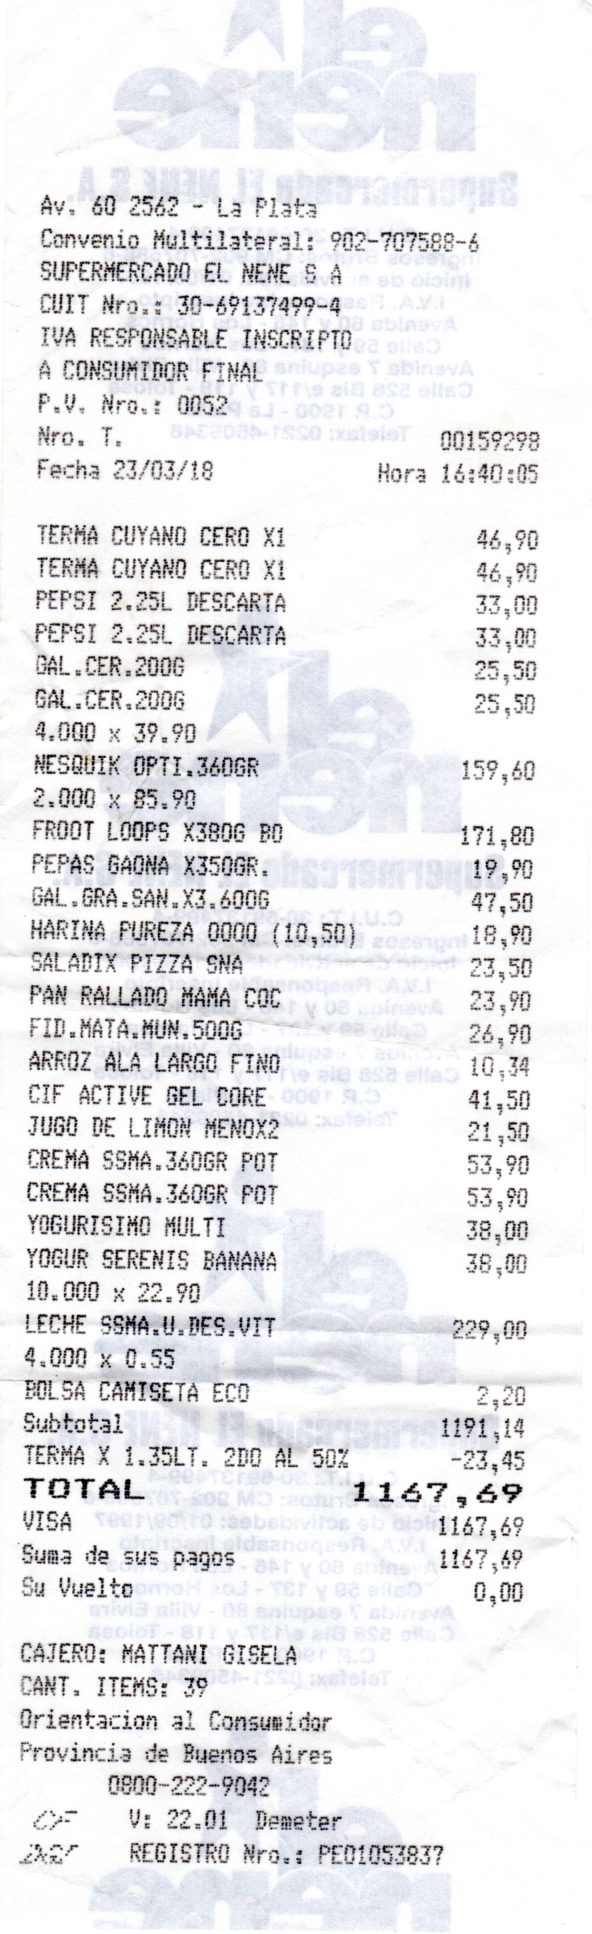 Av. 60 2562 - La Plata
Convenio Multilateral: 902-707588-6
SUPERMERCADO EL NENE S A
CUIT Nro.: 30-69137499-4
IVA RESPONSABLE INSCRIPTO
A CONSUMIDOR FINAL
P.V. Nro.: 0052
Nro. T. 00159298
Fecha 23/03/18 Hora 16:40:05
TERMA CUYANO CERO X1 46,90
TERMA CUYANO CERO X1 46,90
PEPSI 2.25L DESCARTA 33,00
PEPSI 2.25L DESCARTA 33,00
GAL.CER.200G 25,50
GAL.CER.200G 25,50
4.000 x 39.90
NESQUIK OPTI.360GR 159,60
2.000 x 85.90
FROOT LOOPS X380G BO 171,80
PEPAS GAONA X350GR. 19,90
GAL.GRA.SAN.X3.600G 47,50
HARINA PUREZA 0000 (10,50) 18,90
SALADIX PIZZA SNA 23,50
PAN RALLADO MAMA COC 23,90
FID.MATA.MUN.500G 26,90
ARROZ ALA LARGO FINO 10,34
CIF ACTIVE GEL CORE 41,50
JUGO DE LIMON MENOX2 21,50
CREMA SSMA.360GR POT 53,90
CREMA SSMA.360GR POT 53,90
YOGURISIMO MULTI 38,00
YOGUR SERENIS BANANA 38,00
10.000 x 22.90
LECHE SSMA.U.DES.VIT 229,00
4.000 x 0.55
BOLSA CAMISETA ECO 2,20
Subtotal 1191,14
TERMA X 1.35LT. 2DO AL 50% -23,45
TOTAL 1167,69
VISA 1167,69
Suma de sus pagos 1167,69
Su Vuelto 0,00
CAJERO: MATTANI GISELA
CANT. ITEMS: 39
Orientacion al Consumidor
Provincia de Buenos Aires
0800-222-9042
CF V: 22.01 Demeter
REGISTRO Nro.: PEO1053837